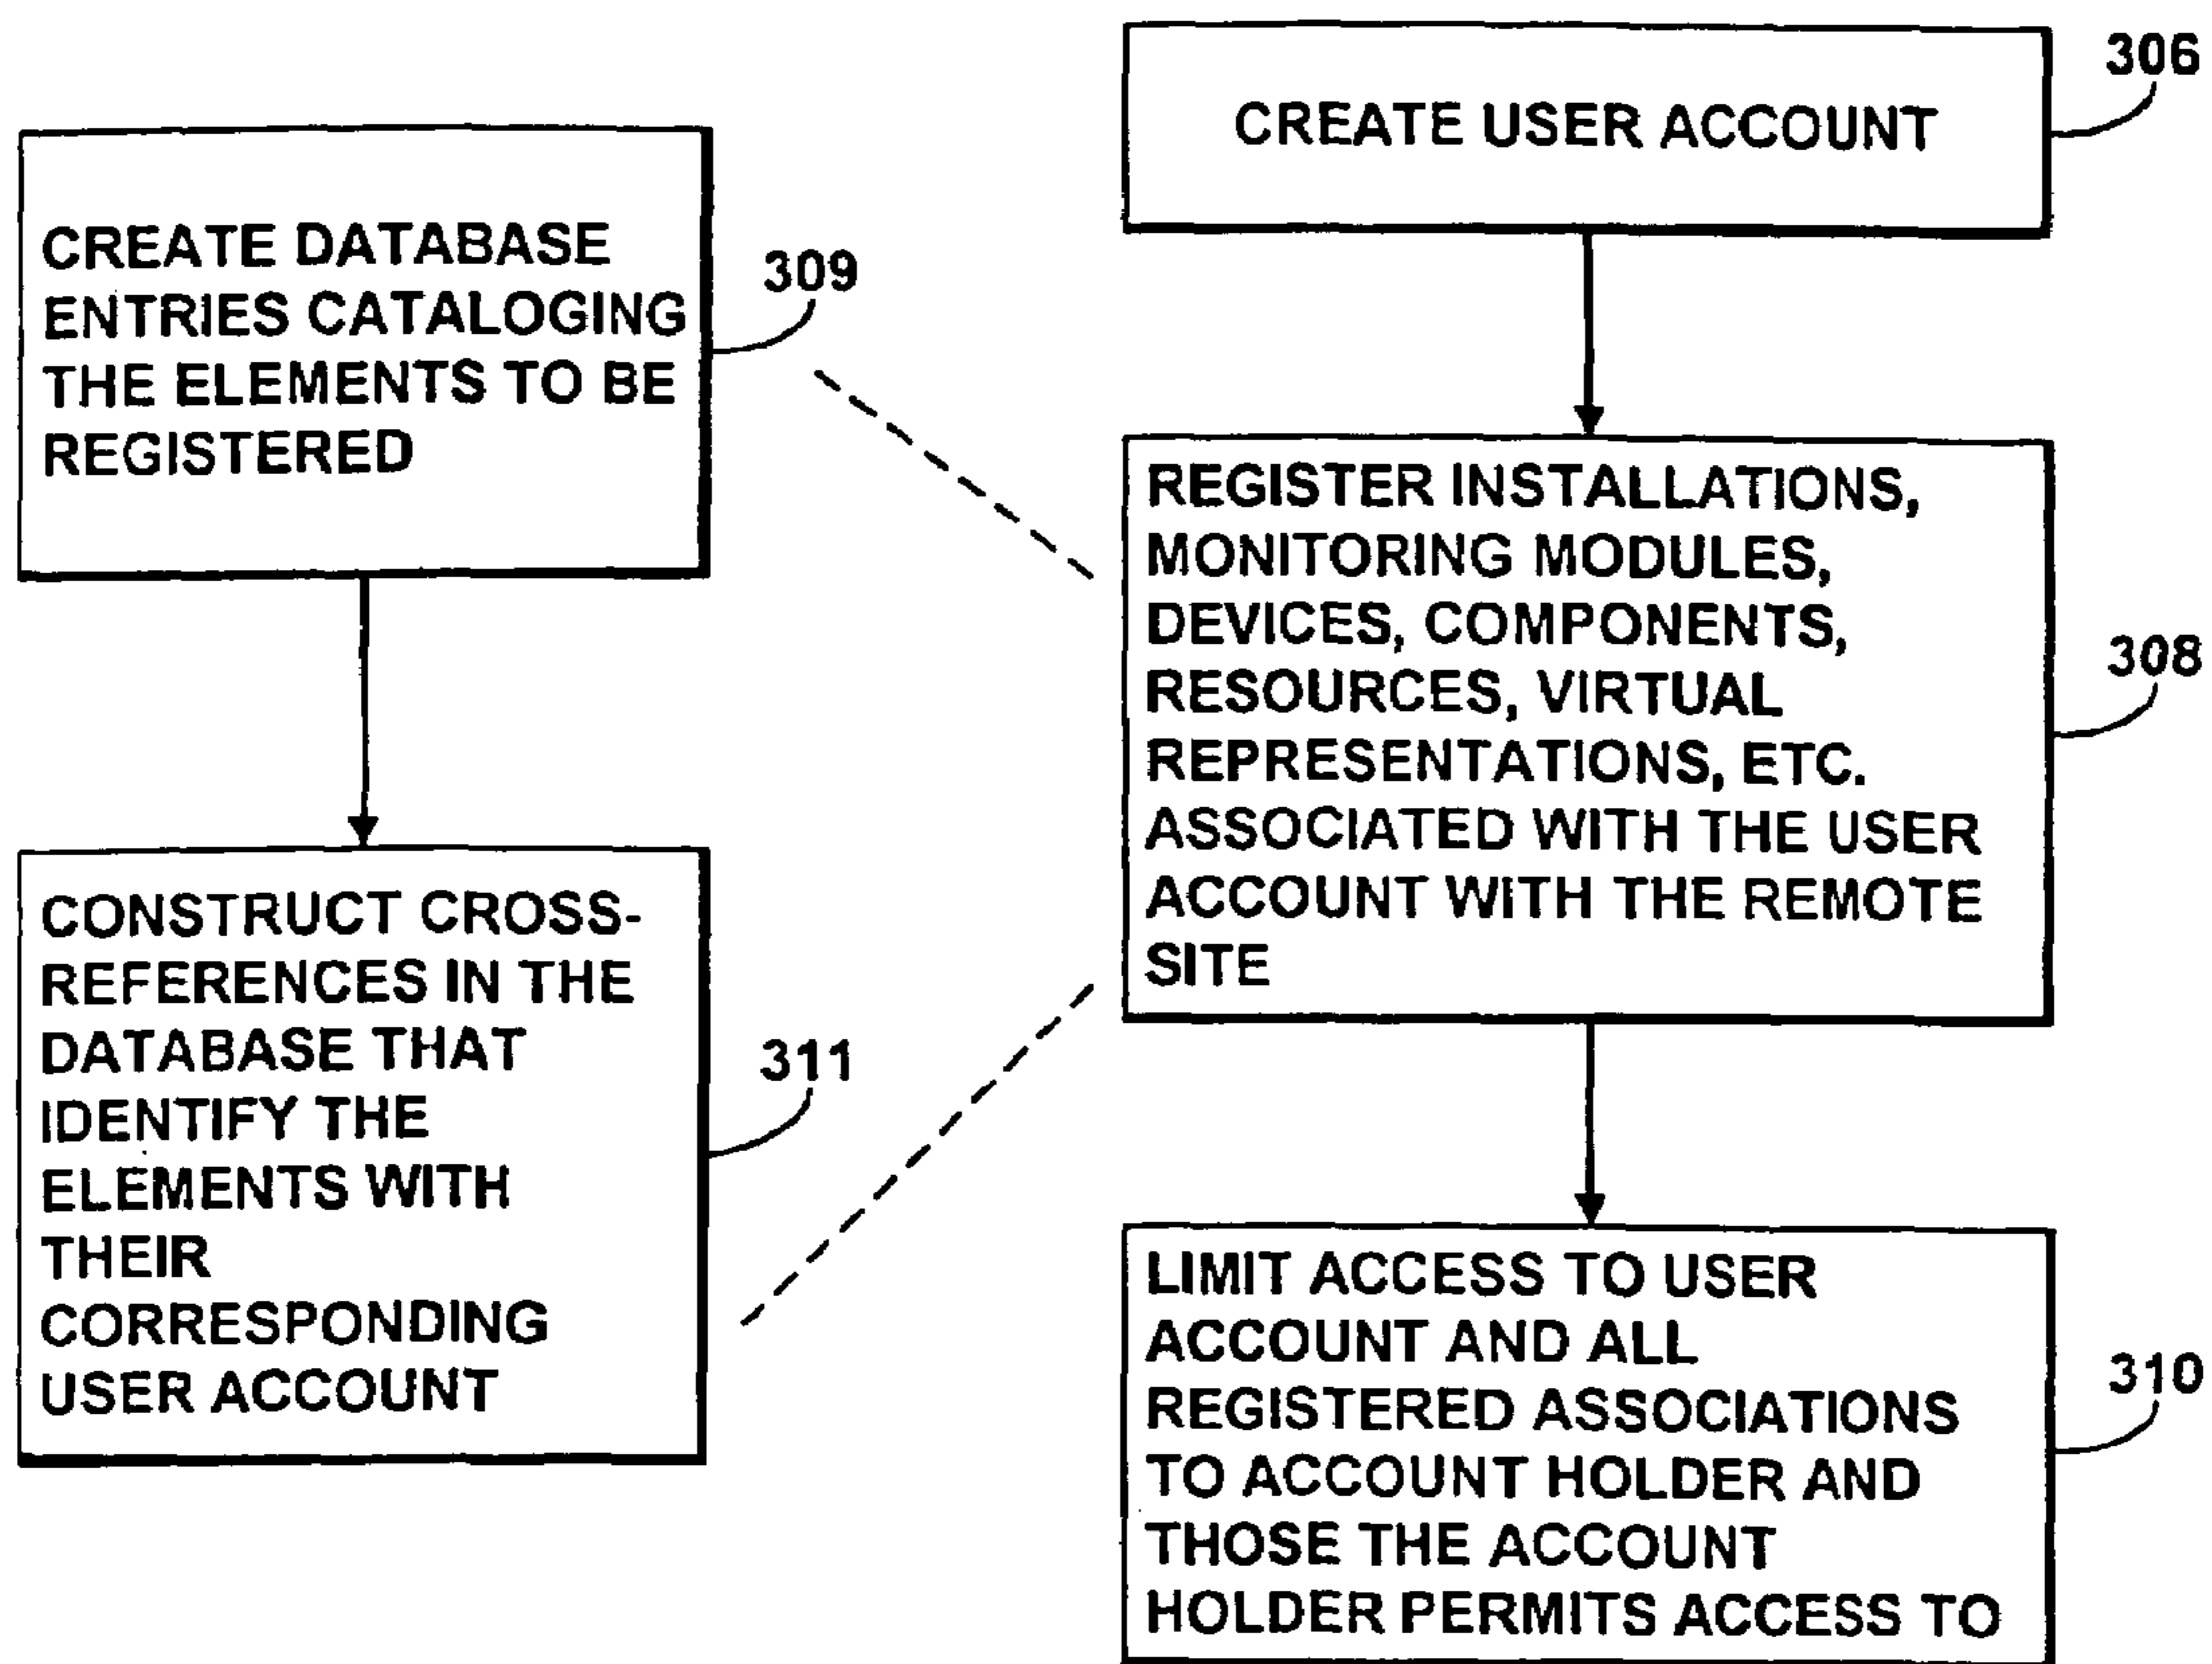 306
CREATE USER ACCOUNT
CREATE DATABASE
ENTRIES CATALOGING
THE ELEMENTS TO BE
REGISTERED
309
REGISTER INSTALLATIONS,
MONITORING MODULES,
DEVICES, COMPONENTS,
RESOURCES, VIRTUAL
REPRESENTATIONS, ETC.
ASSOCIATED WITH THE USER
ACCOUNT WITH THE REMOTE
SITE
308
CONSTRUCT CROSS-
REFERENCES IN THE
DATABASE THAT
IDENTIFY THE
ELEMENTS WITH
THEIR
CORRESPONDING
USER ACCOUNT
311
LIMIT ACCESS TO USER
ACCOUNT AND ALL
REGISTERED ASSOCIATIONS
TO ACCOUNT HOLDER AND
THOSE THE ACCOUNT
HOLDER PERMITS ACCESS TO
310